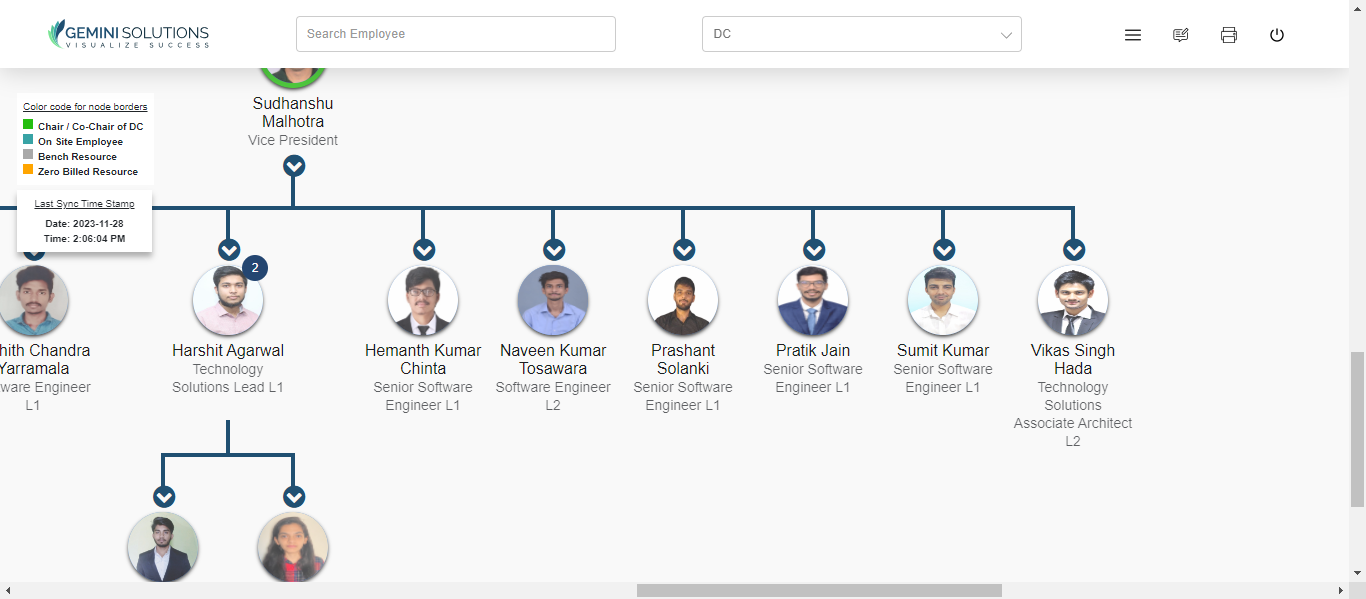 GEMINI SOLUTIONS
VISUALIZE SUCCESS
Search Employee
DC
Sudhanshu
Malhotra
Vice President
Color code for node borders
Chair / Co-Chair of DC
On Site Employee
Bench Resource
Zero Billed Resource
Last Sync Time Stamp
Date: 2023-11-28
Time: 2:06:04 PM
hith Chandra
Yarramala
ware Engineer
L1
2
Harshit Agarwal
Technology
Solutions Lead L1
Hemanth Kumar
Chinta
Senior Software
Engineer L1
Naveen Kumar
Tosawara
Software Engineer
L2
Prashant
Solanki
Senior Software
Engineer L1
Pratik Jain
Senior Software
Engineer L1
Sumit Kumar
Senior Software
Engineer L1
Vikas Singh
Hada
Technology
Solutions
Associate Architect
L2